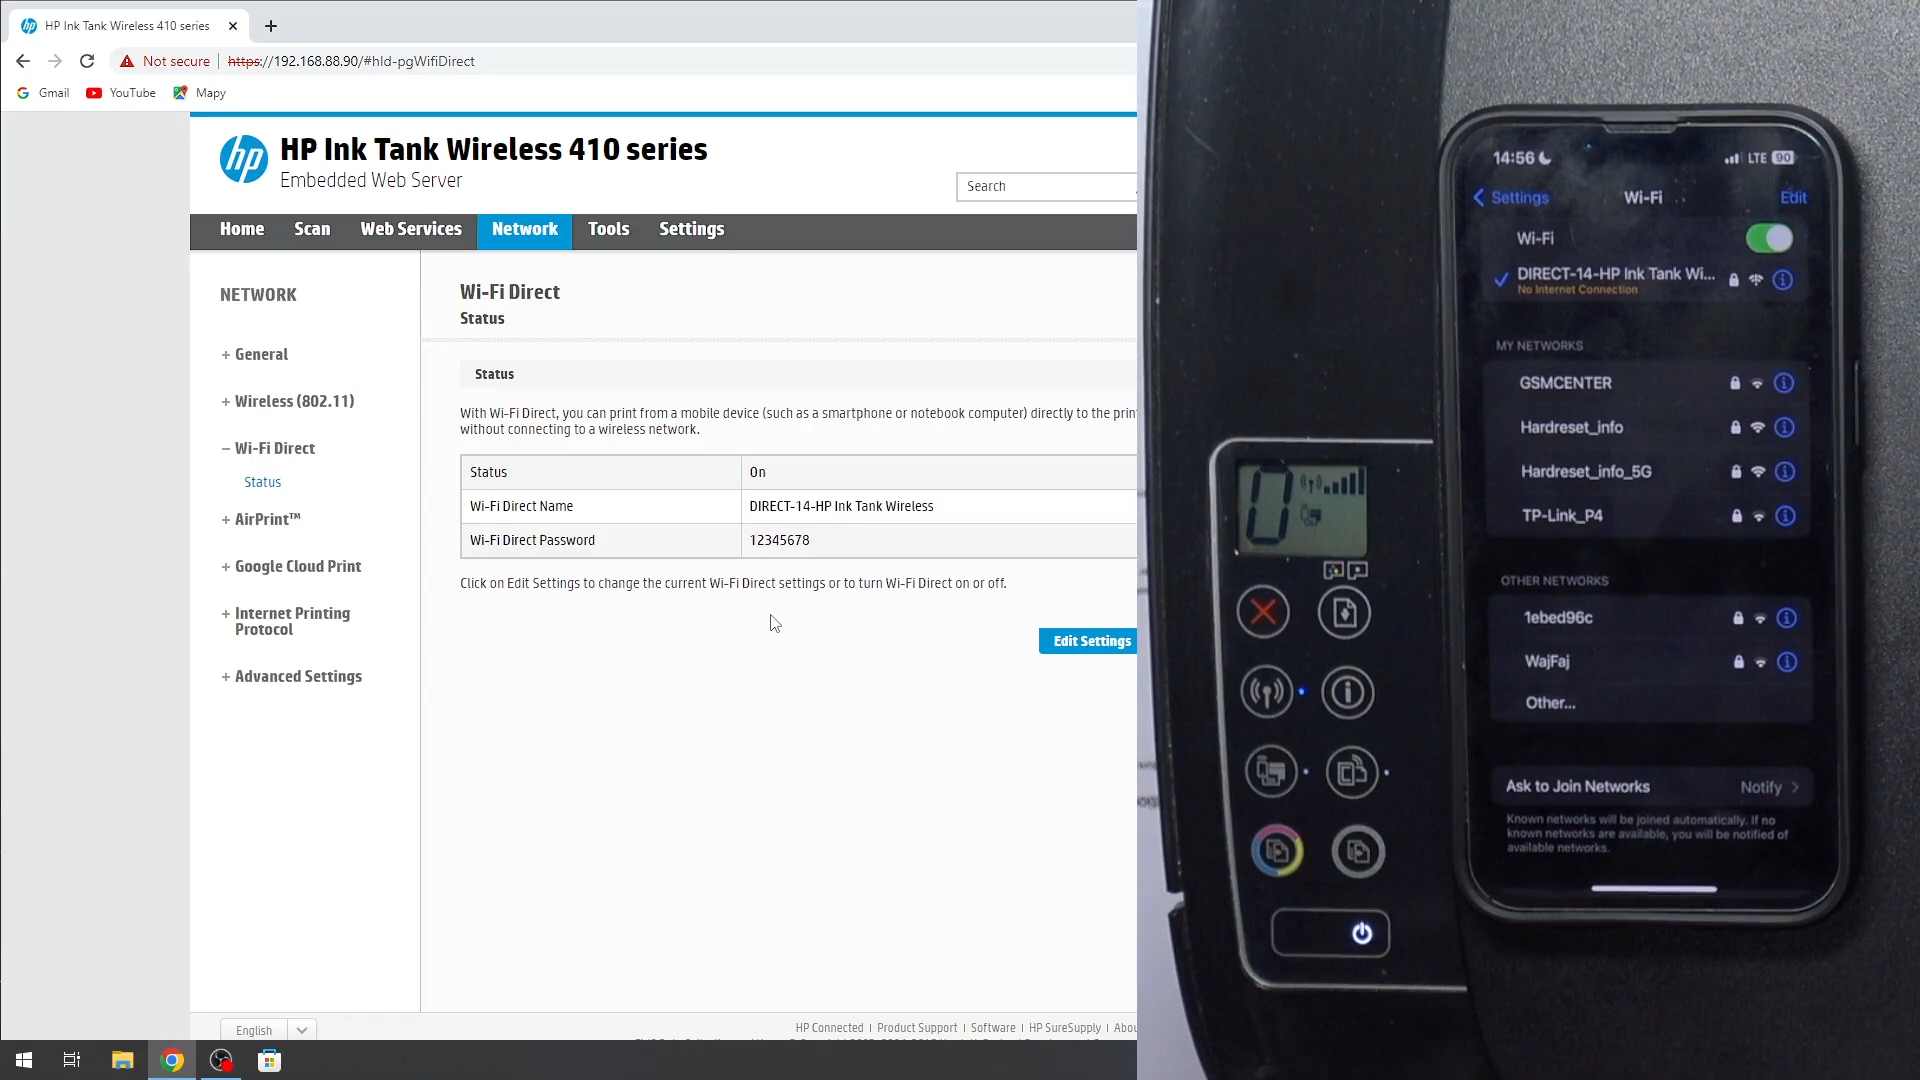 HP Ink Tank Wireless 410 series
Not secure
https://192.168.88.90/#hId-pgWifiDirect
Gmail
YouTube
Mapy
hp
HP Ink Tank Wireless 410 series
Embedded Web Server
Search
Home
Scan
Web Services
Network
Tools
Settings
NETWORK
+ General
+ Wireless (802.11)
– Wi-Fi Direct
Status
+ AirPrint™
+ Google Cloud Print
+ Internet Printing
Protocol
+ Advanced Settings
Wi-Fi Direct
Status
Status
With Wi-Fi Direct, you can print from a mobile device (such as a smartphone or notebook computer) directly to the prin
without connecting to a wireless network.
Status On
Wi-Fi Direct Name DIRECT-14-HP Ink Tank Wireless
Wi-Fi Direct Password 12345678
Click on Edit Settings to change the current Wi-Fi Direct settings or to turn Wi-Fi Direct on or off.
Edit Settings
English
HP Connected | Product Support | Software | HP SureSupply | Abou
14:56
LTE 90
Settings
Wi-Fi
Edit
Wi-Fi
DIRECT-14-HP Ink Tank Wi...
No Internet Connection
MY NETWORKS
GSMCENTER
Hardreset_info
Hardreset_info_5G
TP-Link_P4
OTHER NETWORKS
1ebed96c
WajFaj
Other...
Ask to Join Networks Notify
Known networks will be joined automatically. If no
known networks are available, you will be notified of
available networks.
0